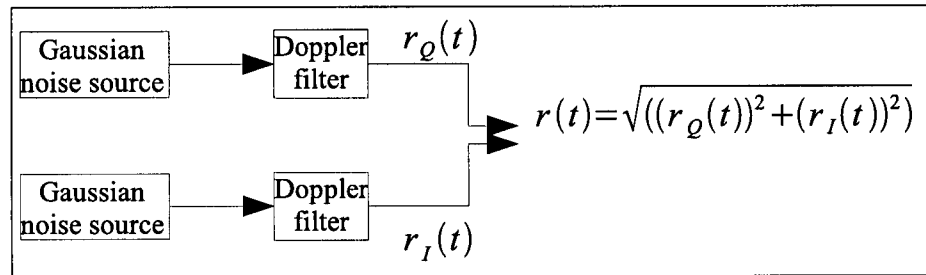 Gaussian
noise source
Doppler
filter
r_Q(t)
r(t)=√(((r_Q(t))²+(r_I(t))²)
Gaussian
noise source
Doppler
filter
r_I(t)